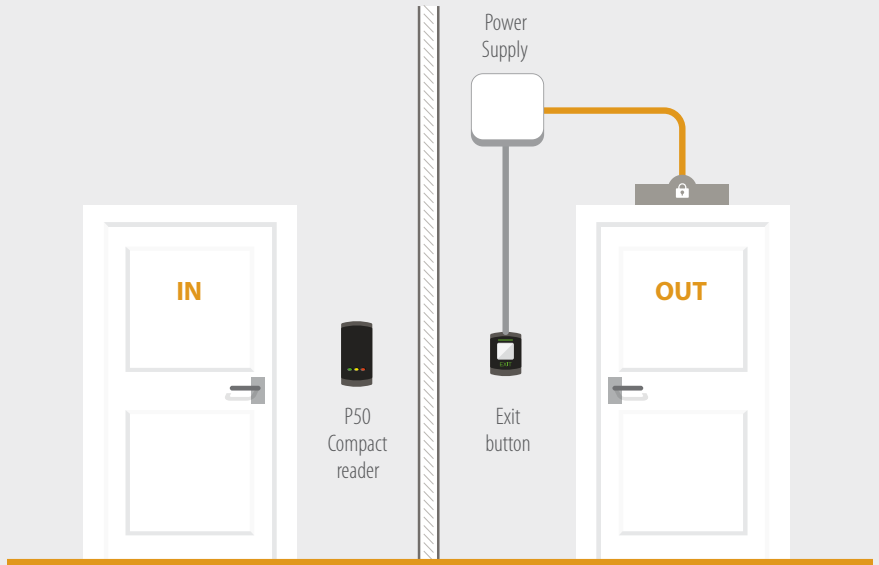 Power
Supply
IN
OUT
EXIT
P50
Compact
reader
Exit
button